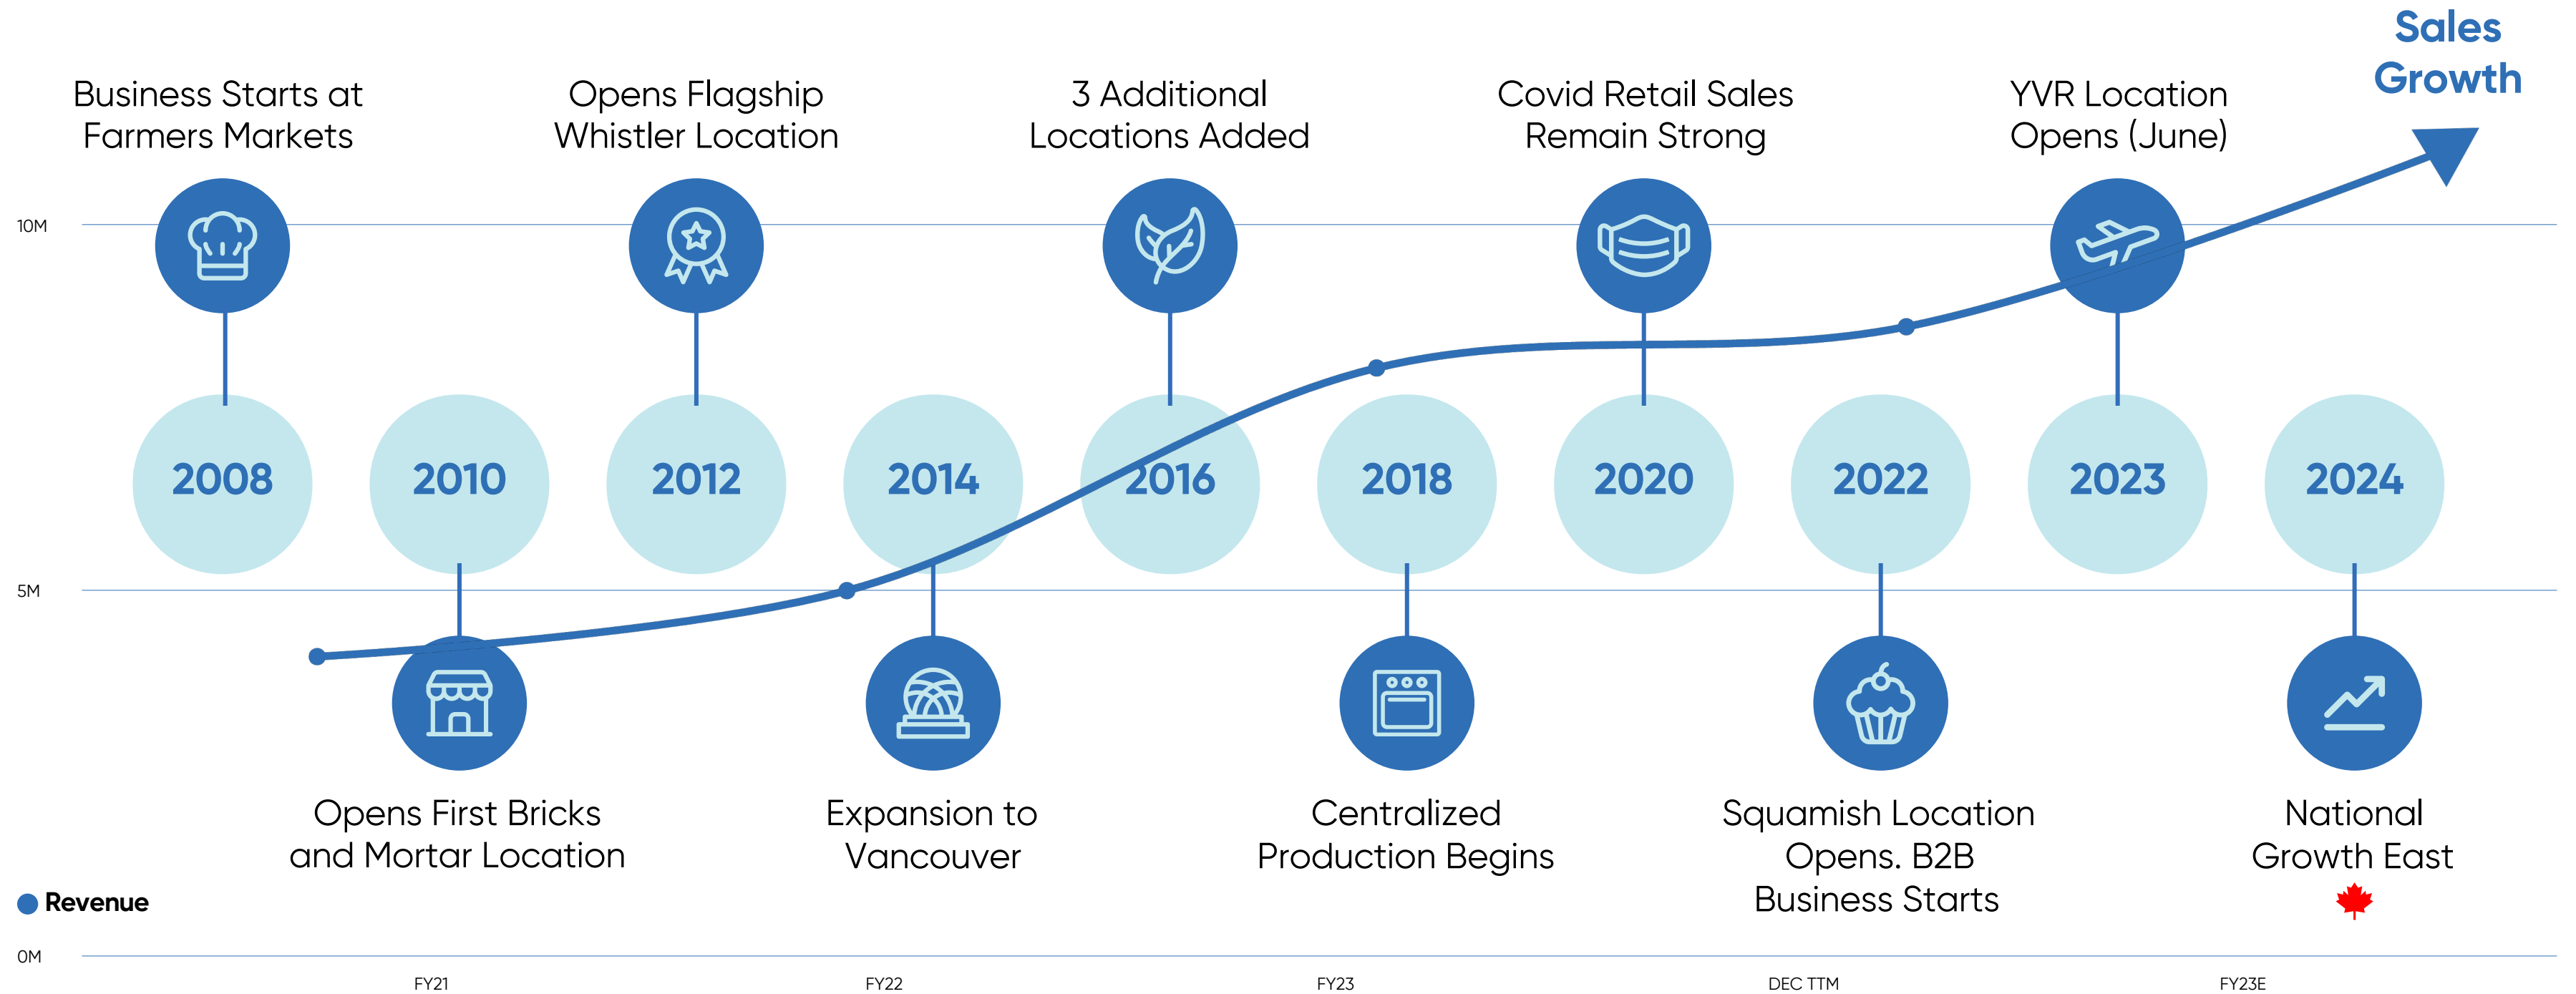 Sales
Growth
Business Starts at
Farmers Markets
Opens Flagship
Whistler Location
3 Additional
Locations Added
Covid Retail Sales
Remain Strong
YVR Location
Opens (June)
10M
2008
2010
2012
2014
2016
2018
2020
2022
2023
2024
5M
Opens First Bricks
and Mortar Location
Expansion to
Vancouver
Centralized
Production Begins
Squamish Location
Opens. B2B
Business Starts
National
Growth East
Revenue
0M
FY21
FY22
FY23
DEC TTM
FY23E